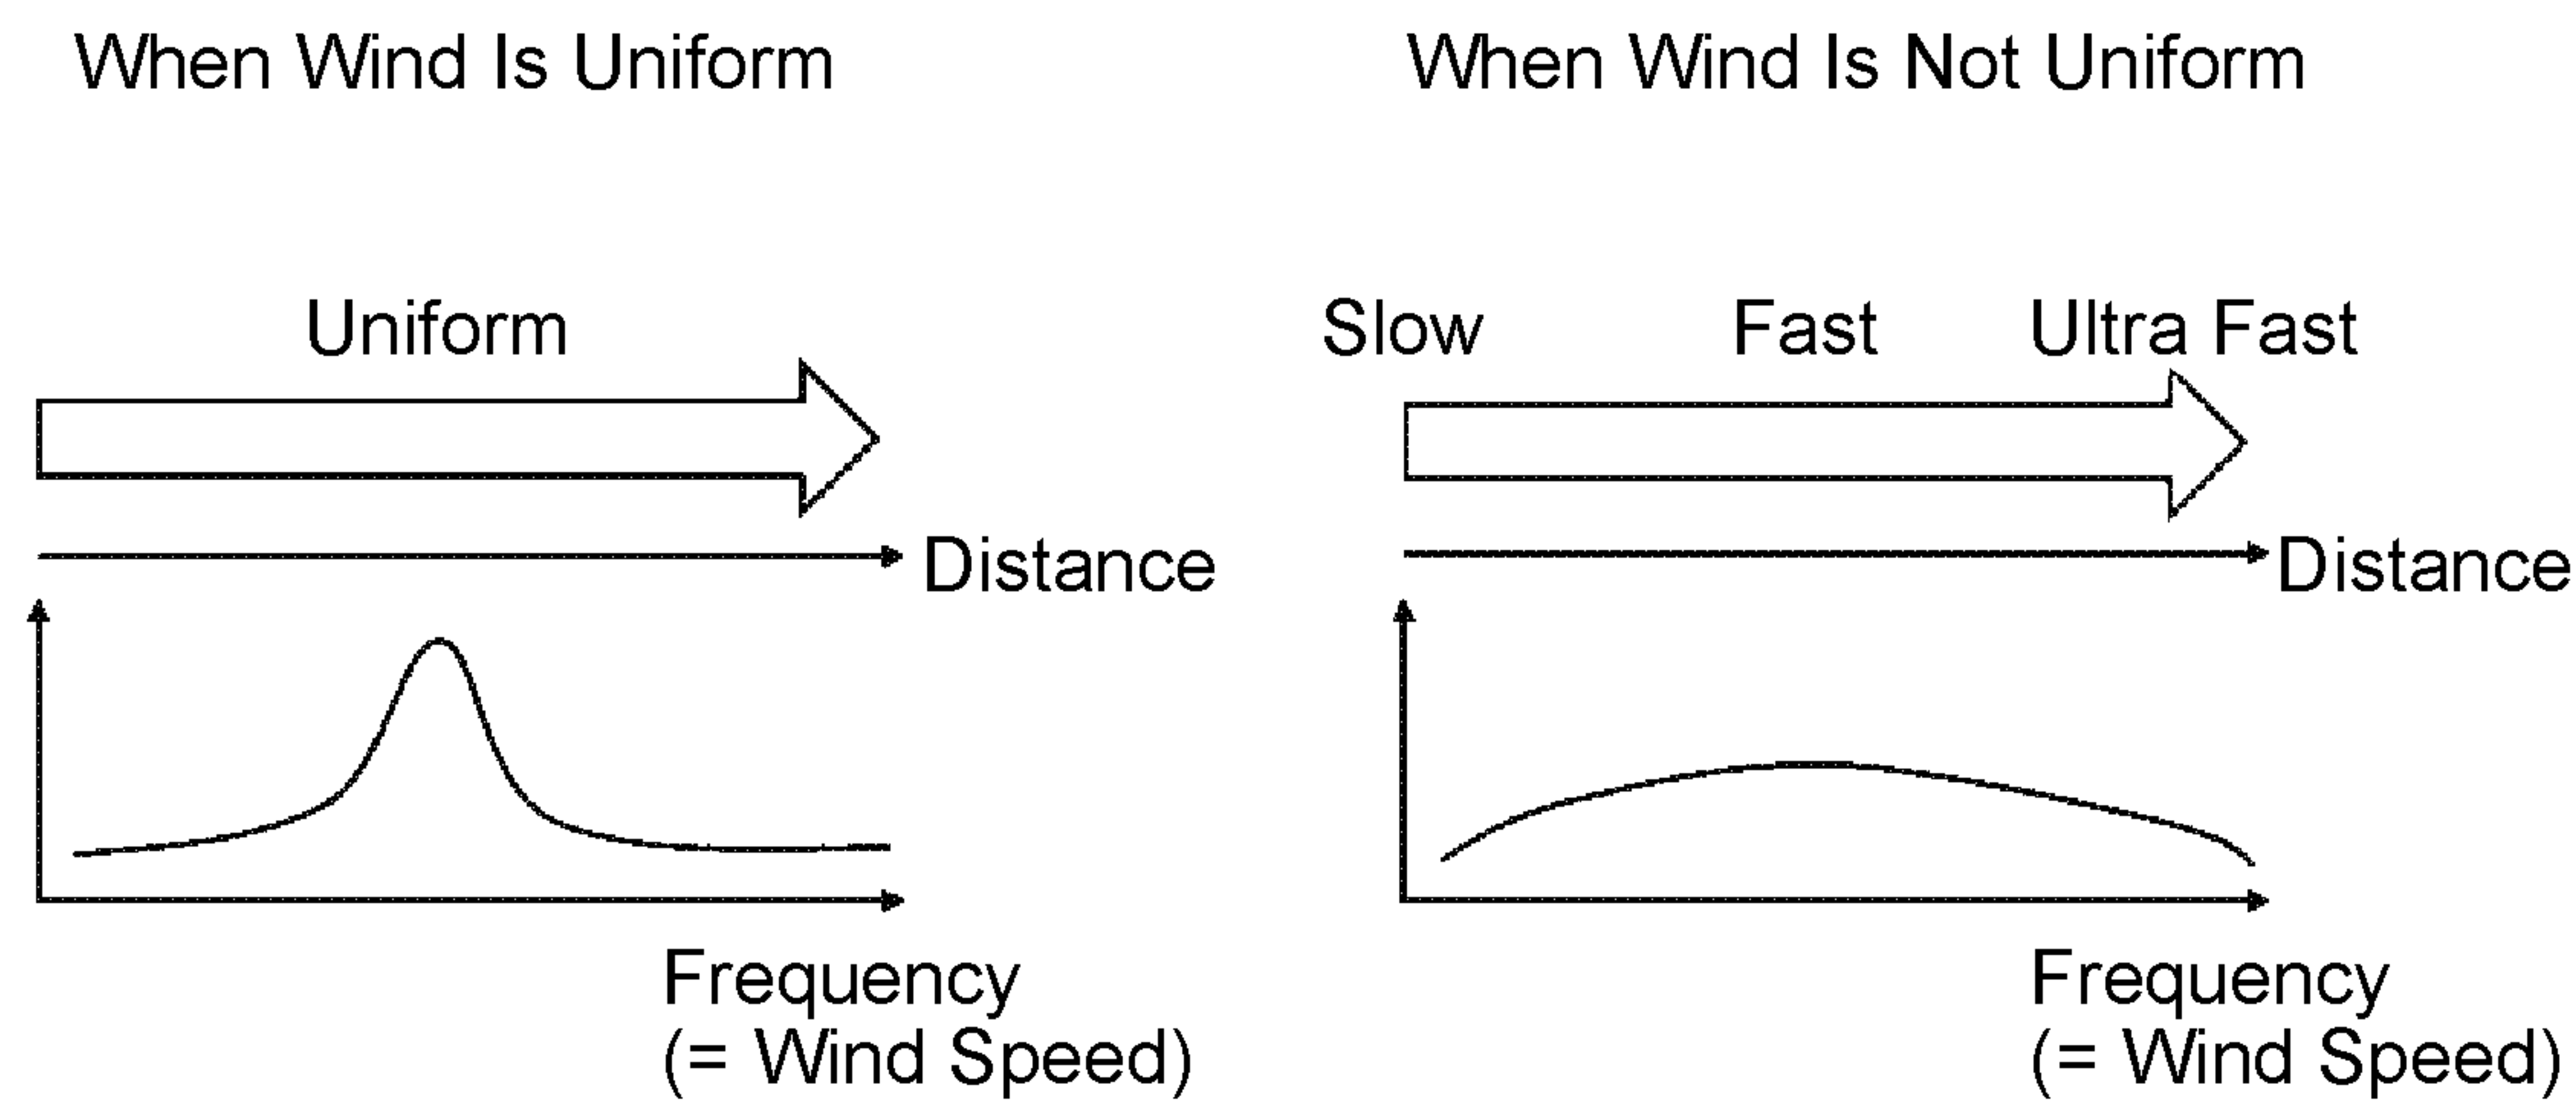 When Wind Is Uniform
Uniform
Distance
Frequency
(= Wind Speed)
When Wind Is Not Uniform
Slow Fast Ultra Fast
Distance
Frequency
(= Wind Speed)